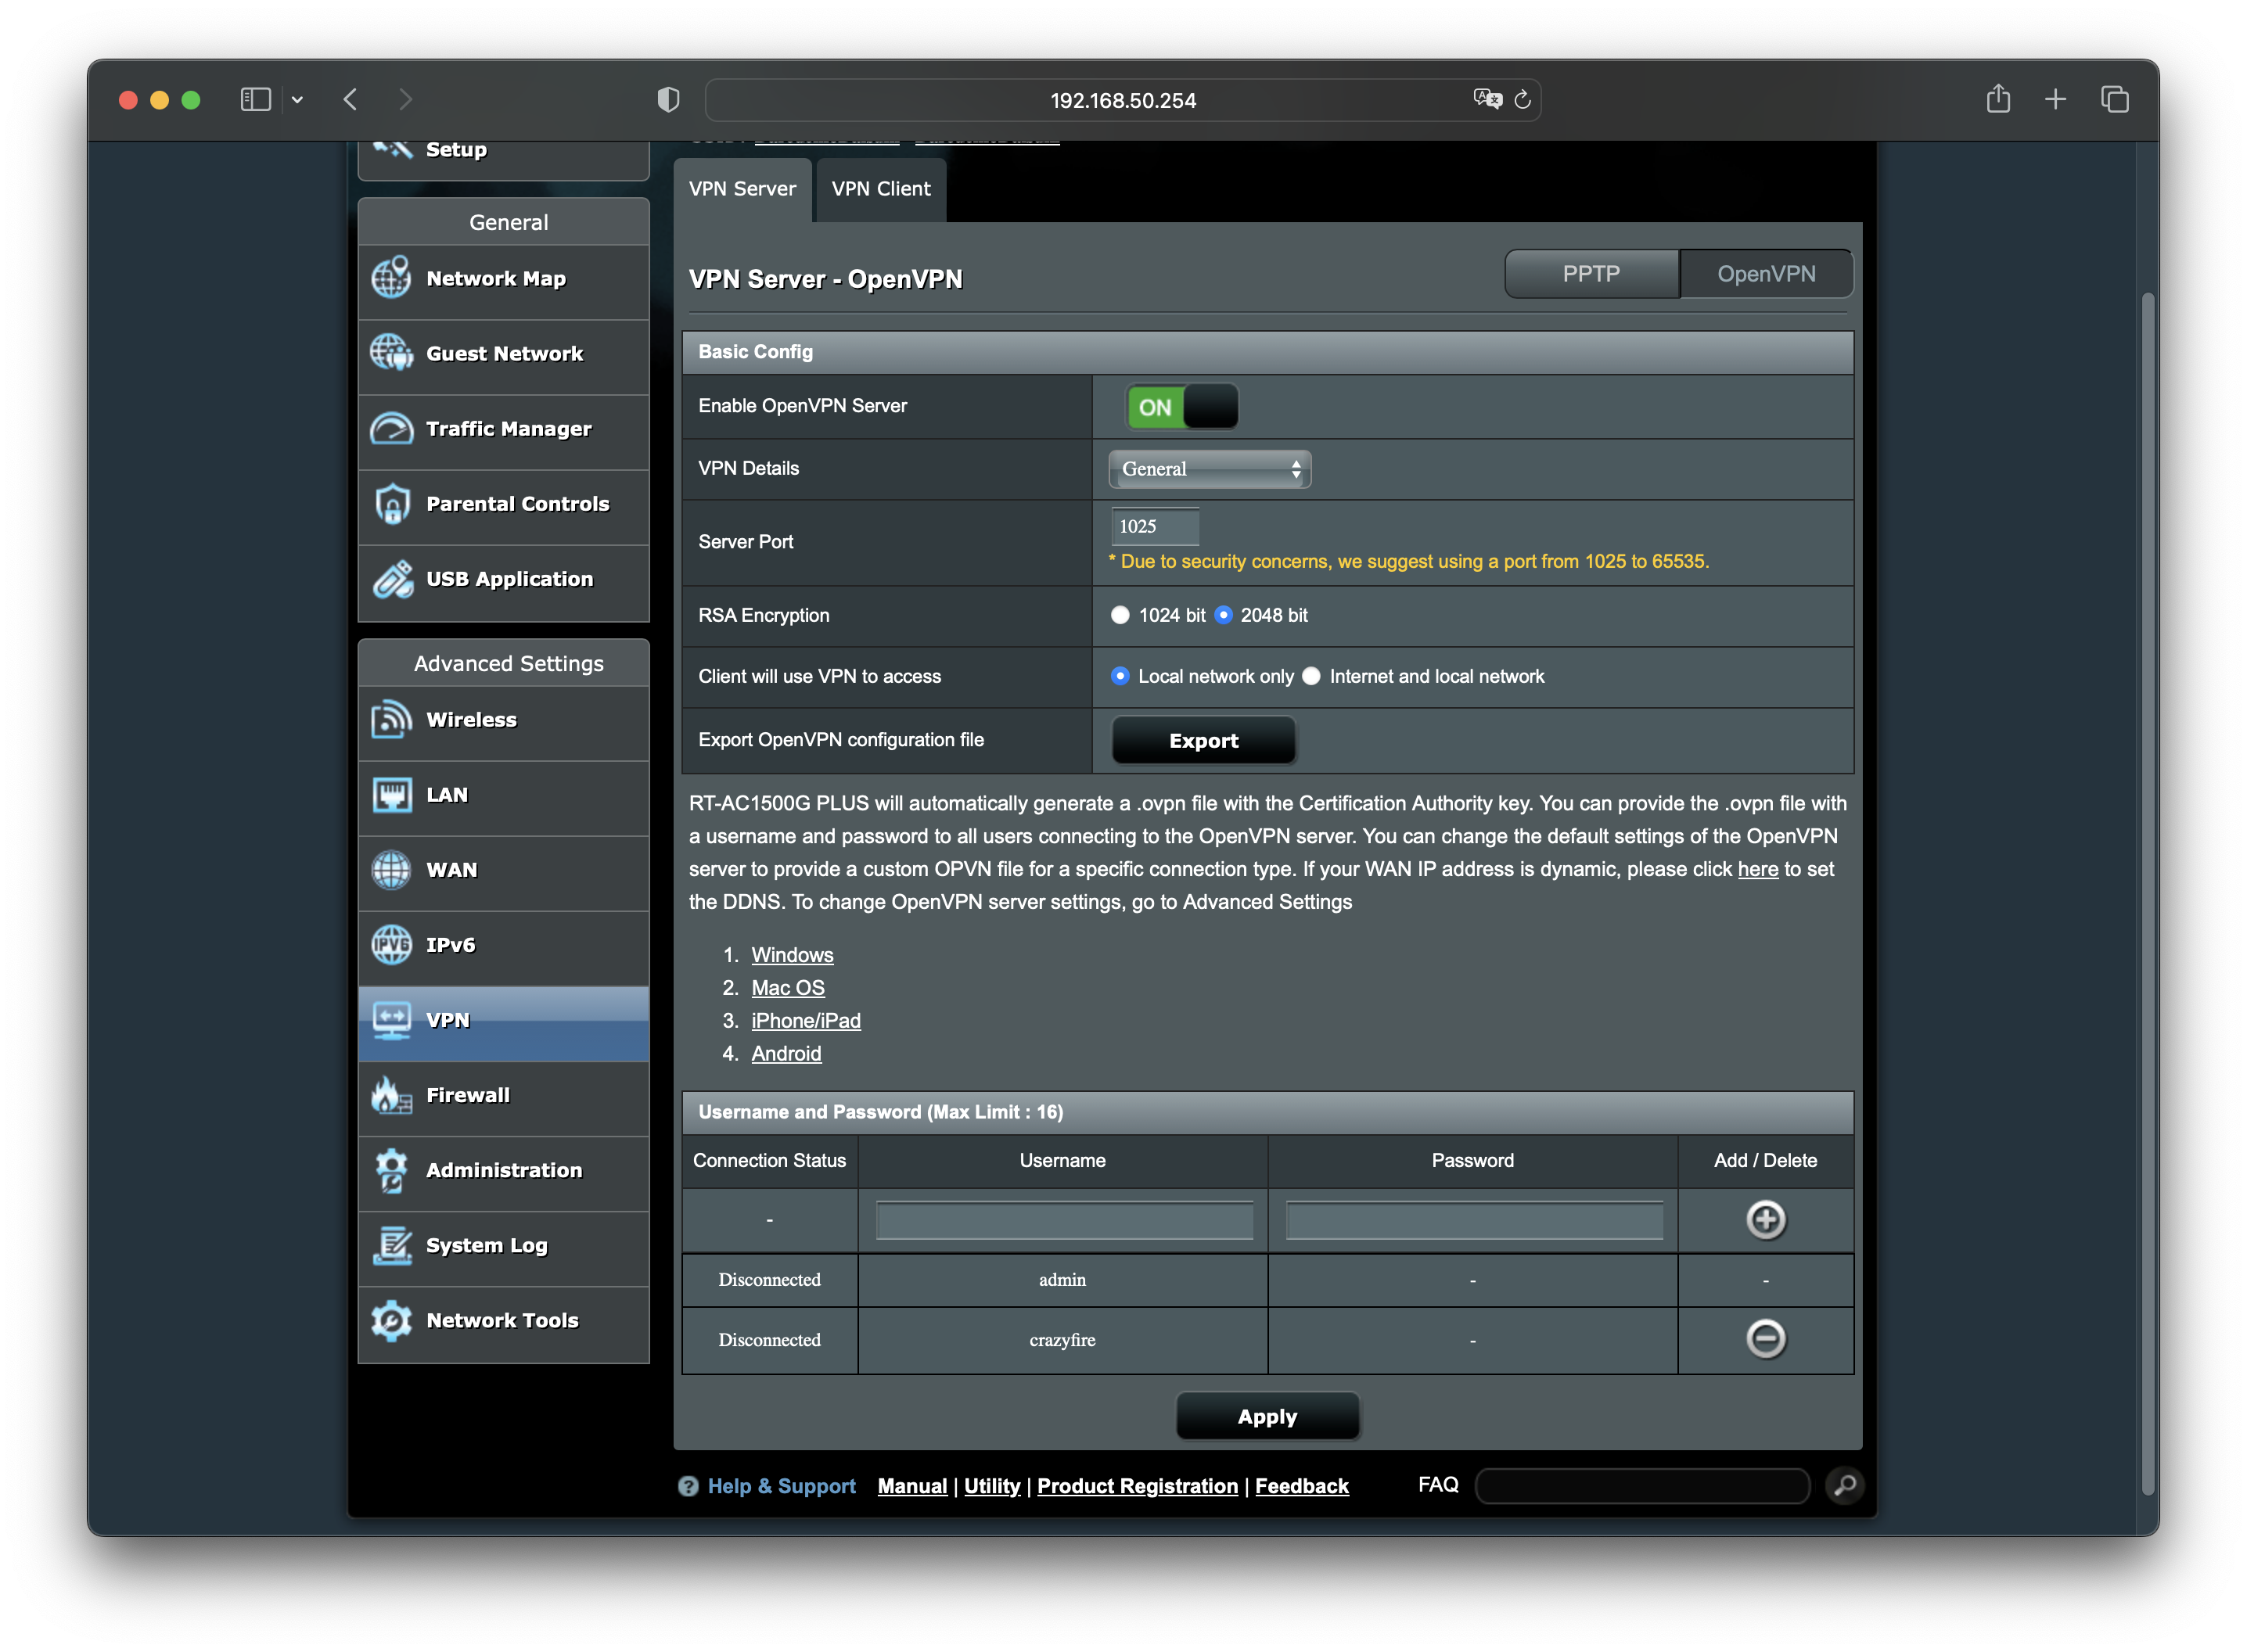 192.168.50.254
Setup
General
Network Map
Guest Network
Traffic Manager
Parental Controls
USB Application
Advanced Settings
Wireless
LAN
WAN
IPv6
VPN
Firewall
Administration
System Log
Network Tools
VPN Server
VPN Client
VPN Server - OpenVPN
PPTP
OpenVPN
Basic Config
Enable OpenVPN Server
ON
VPN Details
General
Server Port
1025
* Due to security concerns, we suggest using a port from 1025 to 65535.
RSA Encryption
1024 bit 2048 bit
Client will use VPN to access
Local network only Internet and local network
Export OpenVPN configuration file
Export
RT-AC1500G PLUS will automatically generate a .ovpn file with the Certification Authority key. You can provide the .ovpn file with
a username and password to all users connecting to the OpenVPN server. You can change the default settings of the OpenVPN
server to provide a custom OPVN file for a specific connection type. If your WAN IP address is dynamic, please click here to set
the DDNS. To change OpenVPN server settings, go to Advanced Settings
1. Windows
2. Mac OS
3. iPhone/iPad
4. Android
Username and Password (Max Limit : 16)
Connection Status Username Password Add / Delete
-
Disconnected admin - -
Disconnected crazyfire -
Apply
Help & Support Manual | Utility | Product Registration | Feedback FAQ